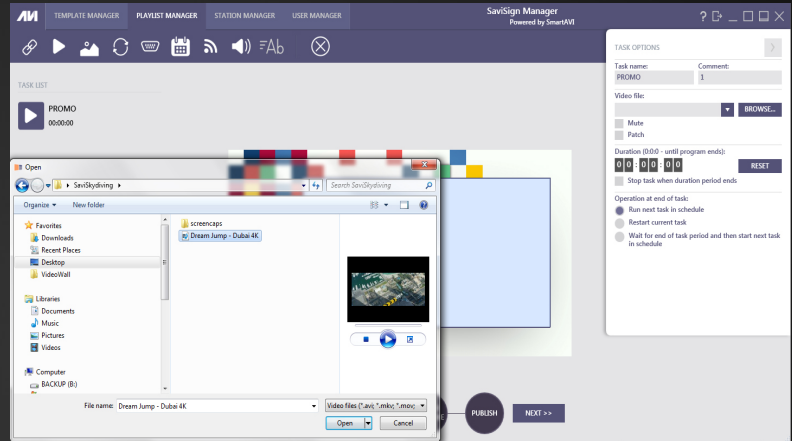 AVI
TEMPLATE MANAGER
PLAYLIST MANAGER
STATION MANAGER
USER MANAGER
SaviSign Manager
Powered by SmartAVI
?
Ab
TASK LIST
PROMO
00:00:00
TASK OPTIONS
Task name:
Comment:
PROMO
1
Video file:
BROWSE...
Mute
Patch
Duration (0:0:0 - until program ends):
00:00:00
RESET
Stop task when duration period ends
Operation at end of task:
Run next task in schedule
Restart current task
Wait for end of task period and then start next task
in schedule
Open
SaviSkydiving
Search SaviSkydiving
Organize
New folder
Favorites
Downloads
Recent Places
Desktop
VideoWall
Libraries
Documents
Music
Pictures
Videos
Computer
BACKUP (B:)
screencaps
Dream Jump - Dubai 4K
File name:
Dream Jump - Dubai 4K
Video files (*.avi; *.mkv; *.mov;
Open
Cancel
PUBLISH
NEXT >>